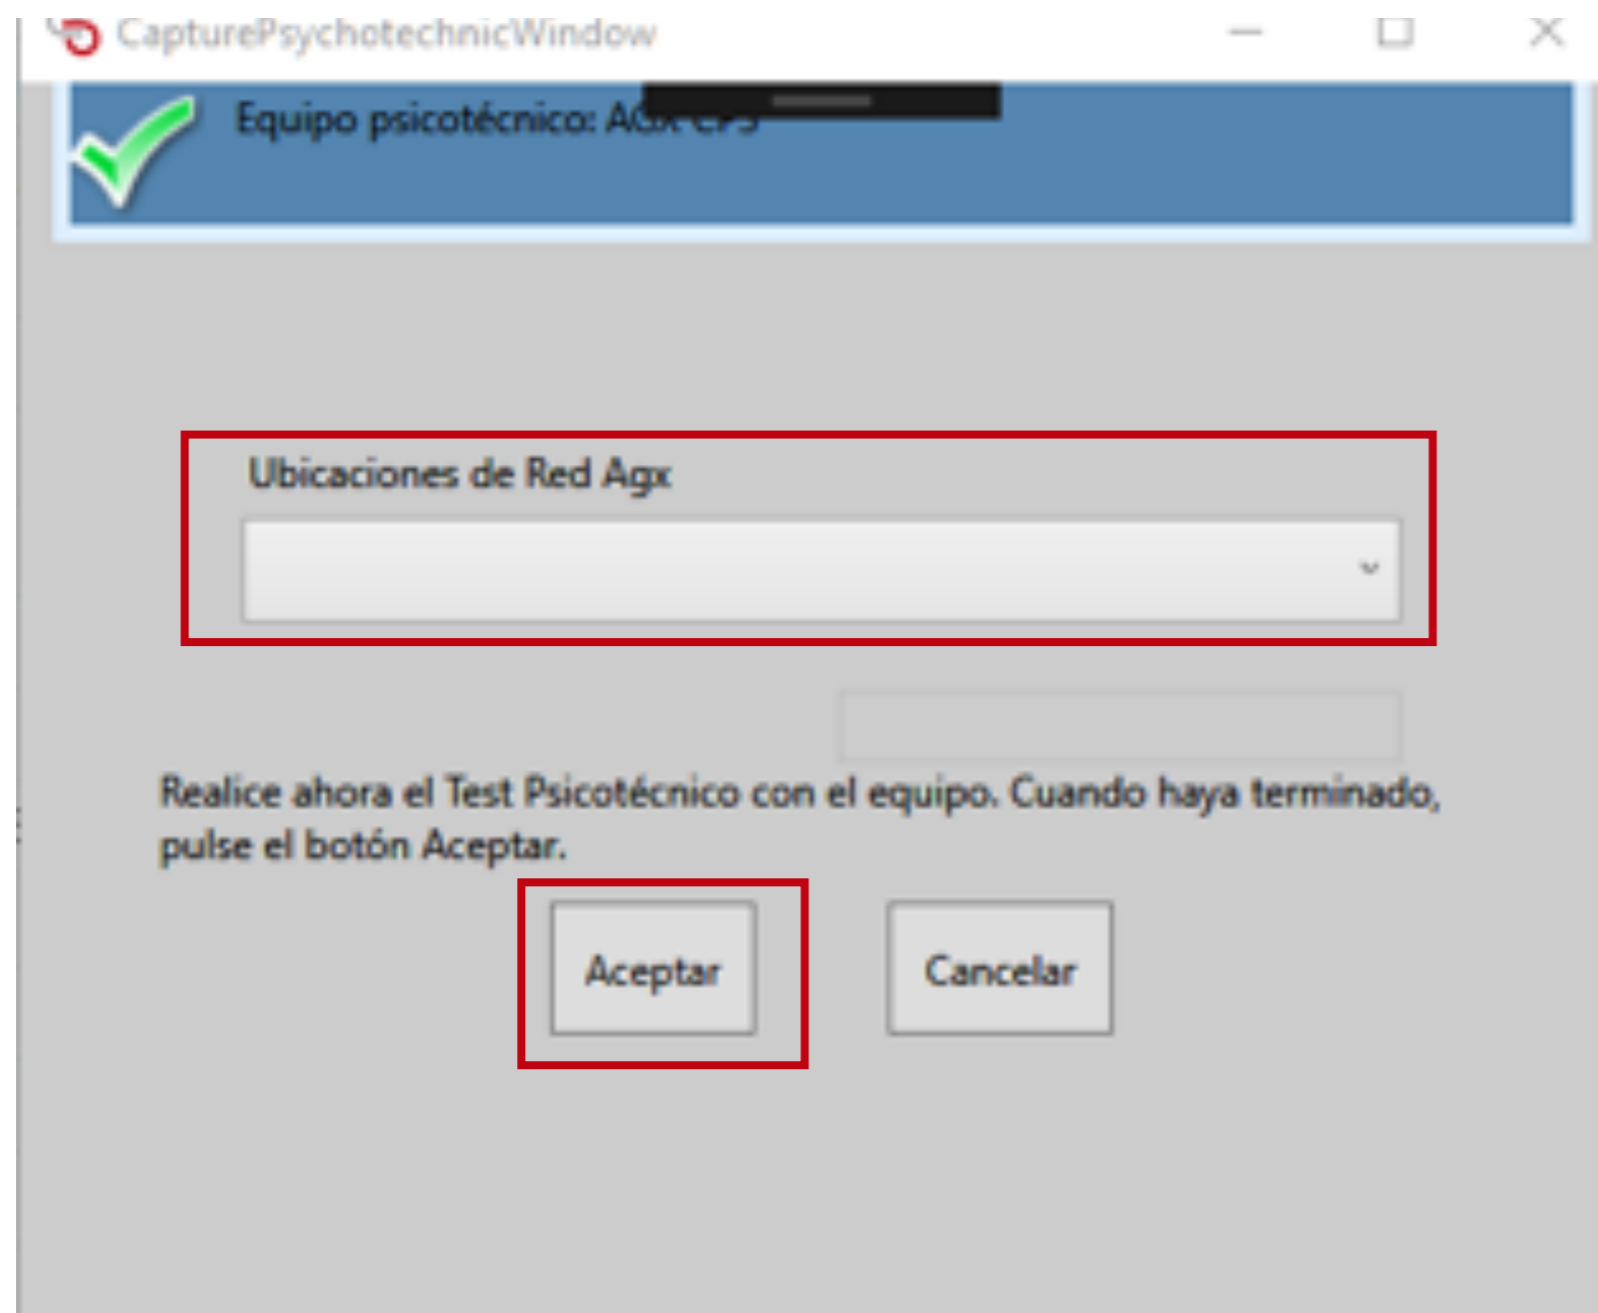 CapturePsychotechnicWindow
Equipo psicotécnico:
Ubicaciones de Red Agx
Realice ahora el Test Psicotécnico con el equipo. Cuando haya terminado,
pulse el botón Aceptar.
Aceptar
Cancelar